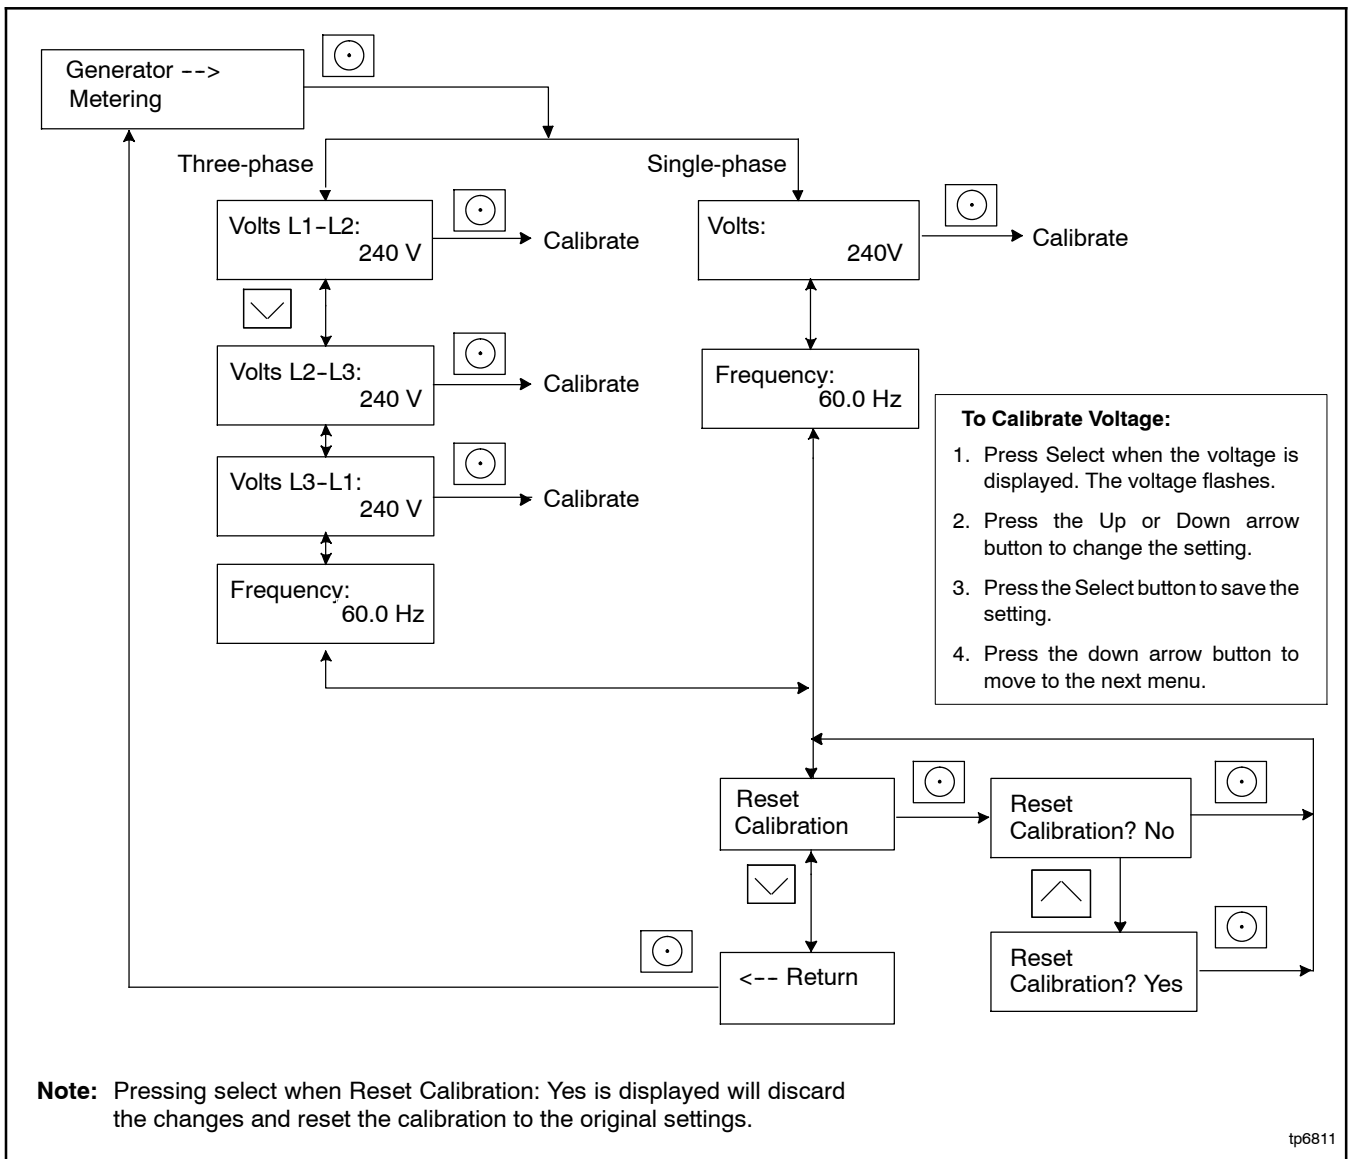 Generator -->
Metering
Three-phase
Single-phase
Volts L1-L2:
240 V
Calibrate
Volts:
240V
Calibrate
Volts L2-L3:
240 V
Calibrate
Frequency:
60.0 Hz
Volts L3-L1:
240 V
Calibrate
Frequency:
60.0 Hz
To Calibrate Voltage:
1. Press Select when the voltage is
displayed. The voltage flashes.
2. Press the Up or Down arrow
button to change the setting.
3. Press the Select button to save the
setting.
4. Press the down arrow button to
move to the next menu.
Reset
Calibration
Reset
Calibration? No
Reset
Calibration? Yes
<-- Return
Note: Pressing select when Reset Calibration: Yes is displayed will discard
the changes and reset the calibration to the original settings.
tp6811